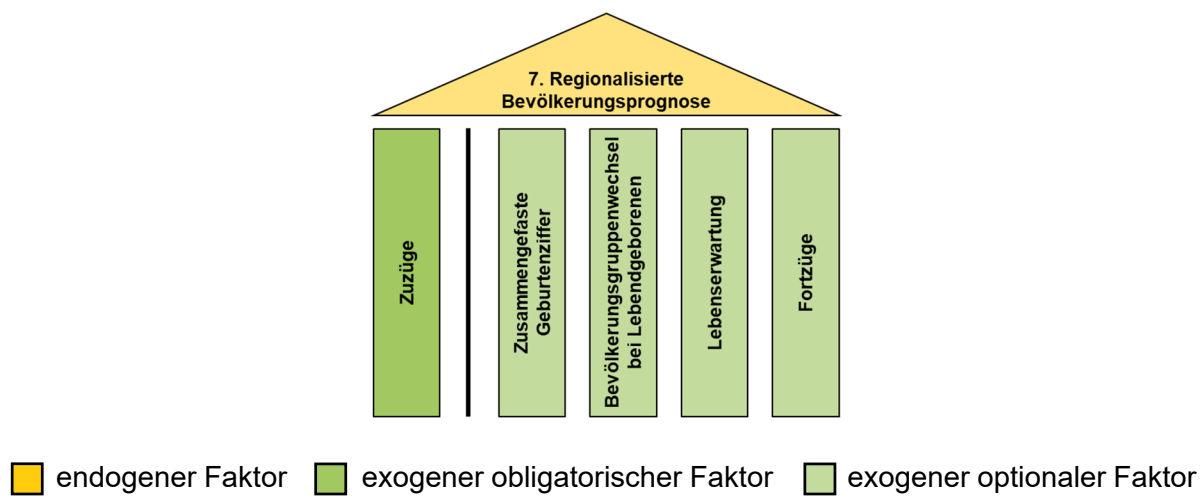 7. Regionalisierte
Bevölkerungsprognose
Zuzüge
Zusammengefaste
Geburtenziffer
Bevölkerungsgruppenwechsel
bei Lebendgeborenen
Lebenserwartung
Fortzüge
endogener Faktor
exogener obligatorischer Faktor
exogener optionaler Faktor